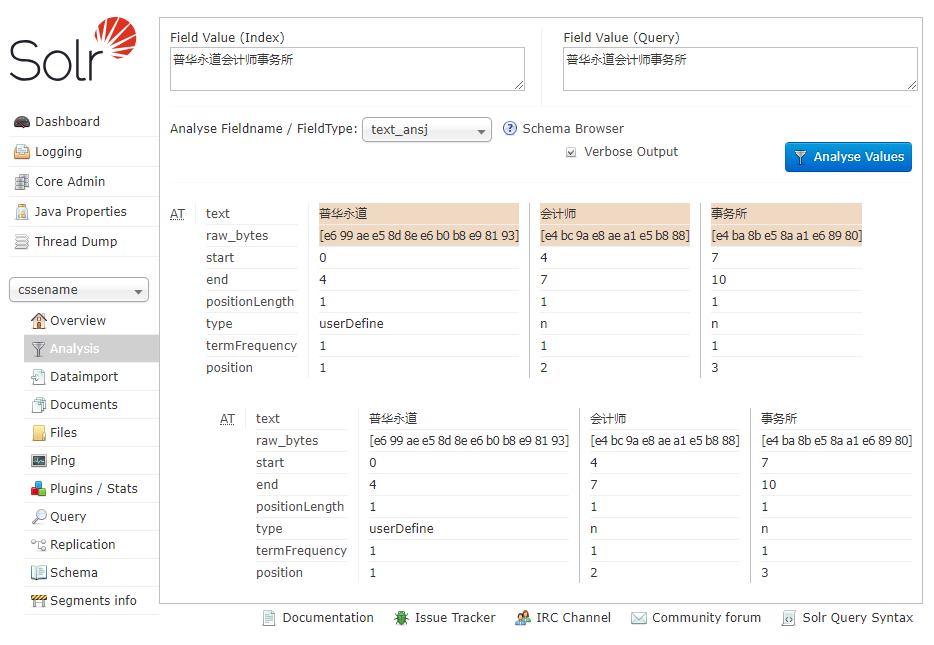 Solr
Dashboard
Logging
Core Admin
Java Properties
Thread Dump
cssename
Overview
Analysis
Dataimport
Documents
Files
Ping
Plugins / Stats
Query
Replication
Schema
Segments info
Field Value (Index)
普华永道会计师事务所
Field Value (Query)
普华永道会计师事务所
Analyse Fieldname / FieldType: text_ansj ? Schema Browser
Verbose Output
Analyse Values
AT text 普华永道 会计师 事务所
raw_bytes [e6 99 ae e5 8d 8e e6 b0 b8 e9 81 93] [e4 bc 9a e8 ae a1 e5 b8 88] [e4 ba 8b e5 8a a1 e6 89 80]
start 0 4 7
end 4 7 10
positionLength 1 1 1
type userDefine n n
termFrequency 1 1 1
position 1 2 3
AT text 普华永道 会计师 事务所
raw_bytes [e6 99 ae e5 8d 8e e6 b0 b8 e9 81 93] [e4 bc 9a e8 ae a1 e5 b8 88] [e4 ba 8b e5 8a a1 e6 89 80]
start 0 4 7
end 4 7 10
positionLength 1 1 1
type userDefine n n
termFrequency 1 1 1
position 1 2 3
Documentation Issue Tracker IRC Channel Community forum Solr Query Syntax